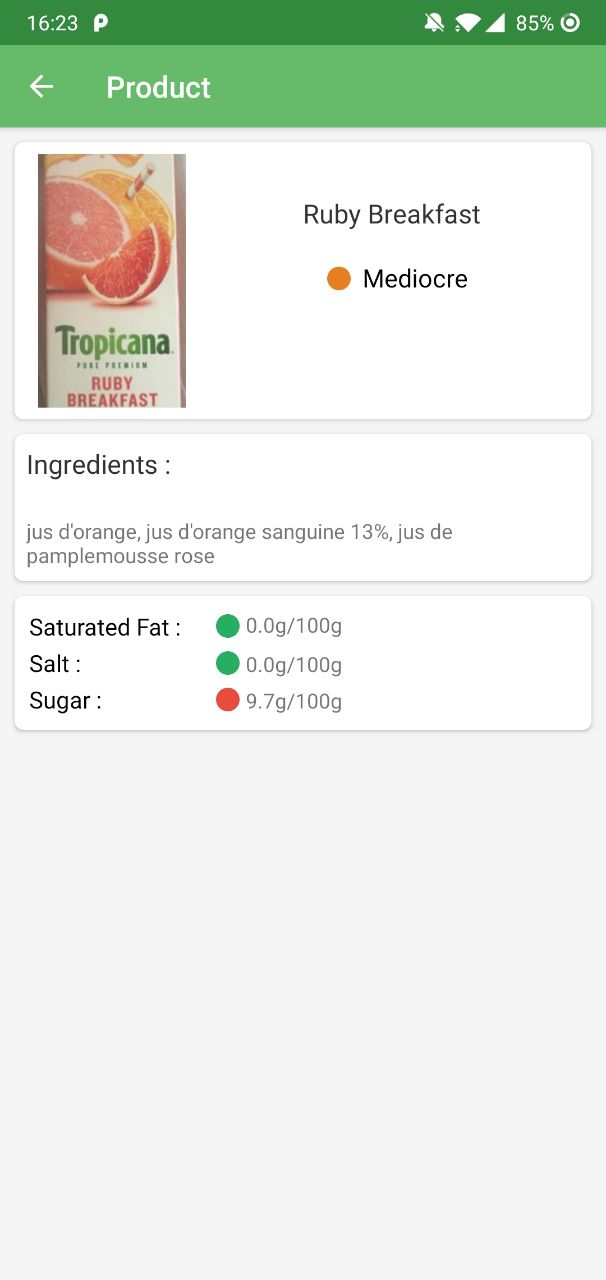 16:23 85%
Product
Ruby Breakfast
Mediocre
Tropicana
PURE PREMIUM
RUBY
BREAKFAST
Ingredients :
jus d'orange, jus d'orange sanguine 13%, jus de
pamplemousse rose
Saturated Fat : 0.0g/100g
Salt : 0.0g/100g
Sugar : 9.7g/100g